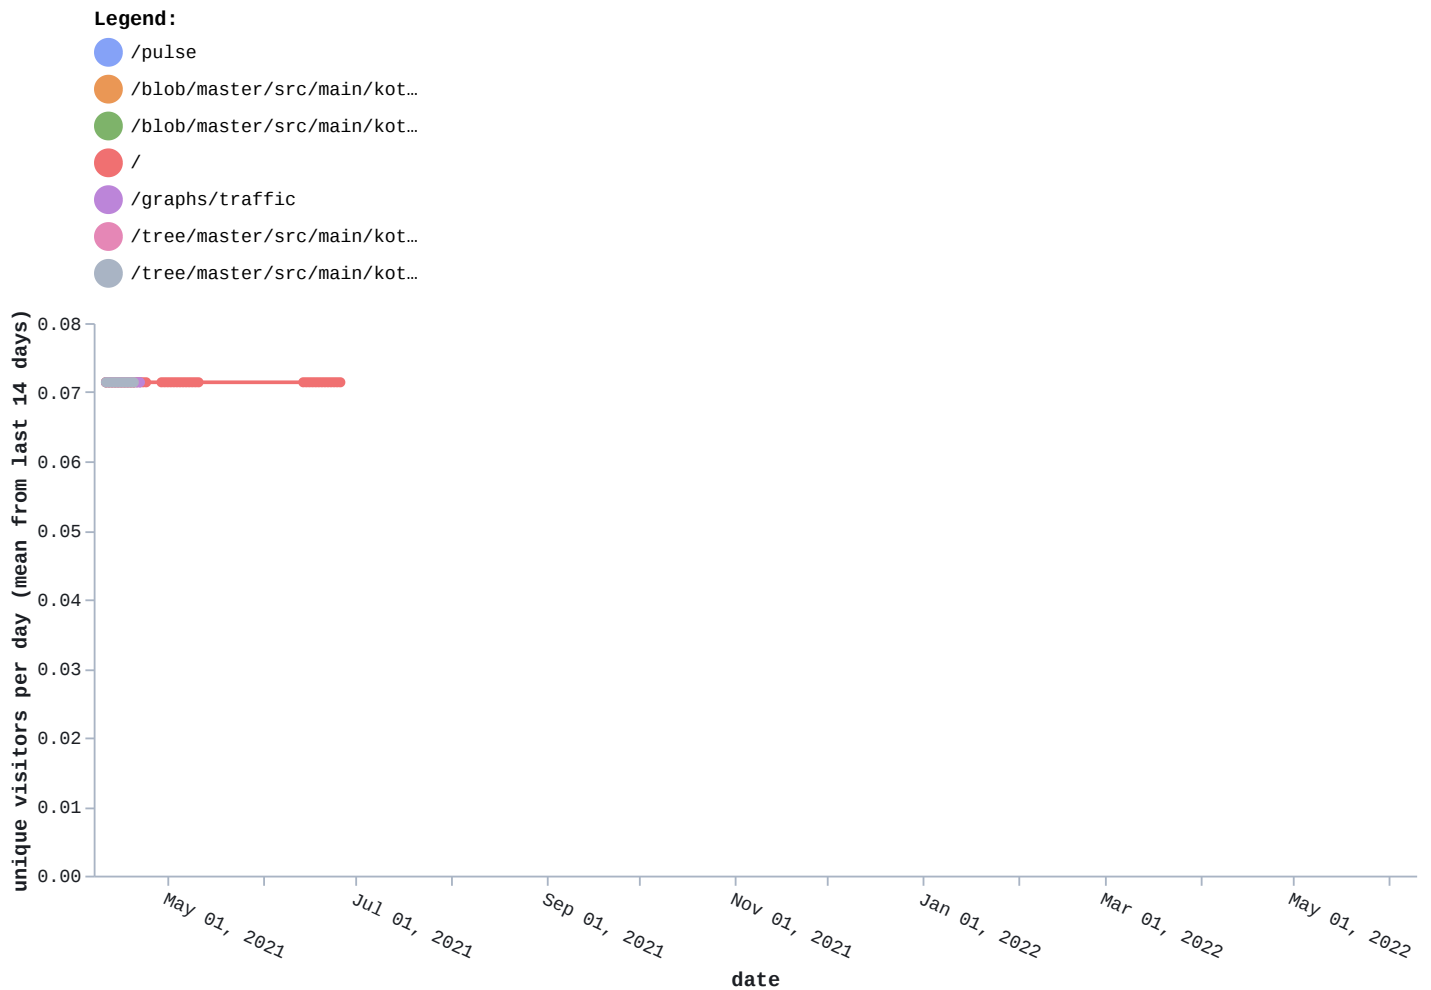 Legend:
/pulse
/blob/master/src/main/kot…
/blob/master/src/main/kot…
/
/graphs/traffic
/tree/master/src/main/kot…
/tree/master/src/main/kot…
unique visitors per day (mean from last 14 days)
0.08
0.07
0.06
0.05
0.04
0.03
0.02
0.01
0.00
May 01, 2021
Jul 01, 2021
Sep 01, 2021
Nov 01, 2021
Jan 01, 2022
Mar 01, 2022
May 01, 2022
date